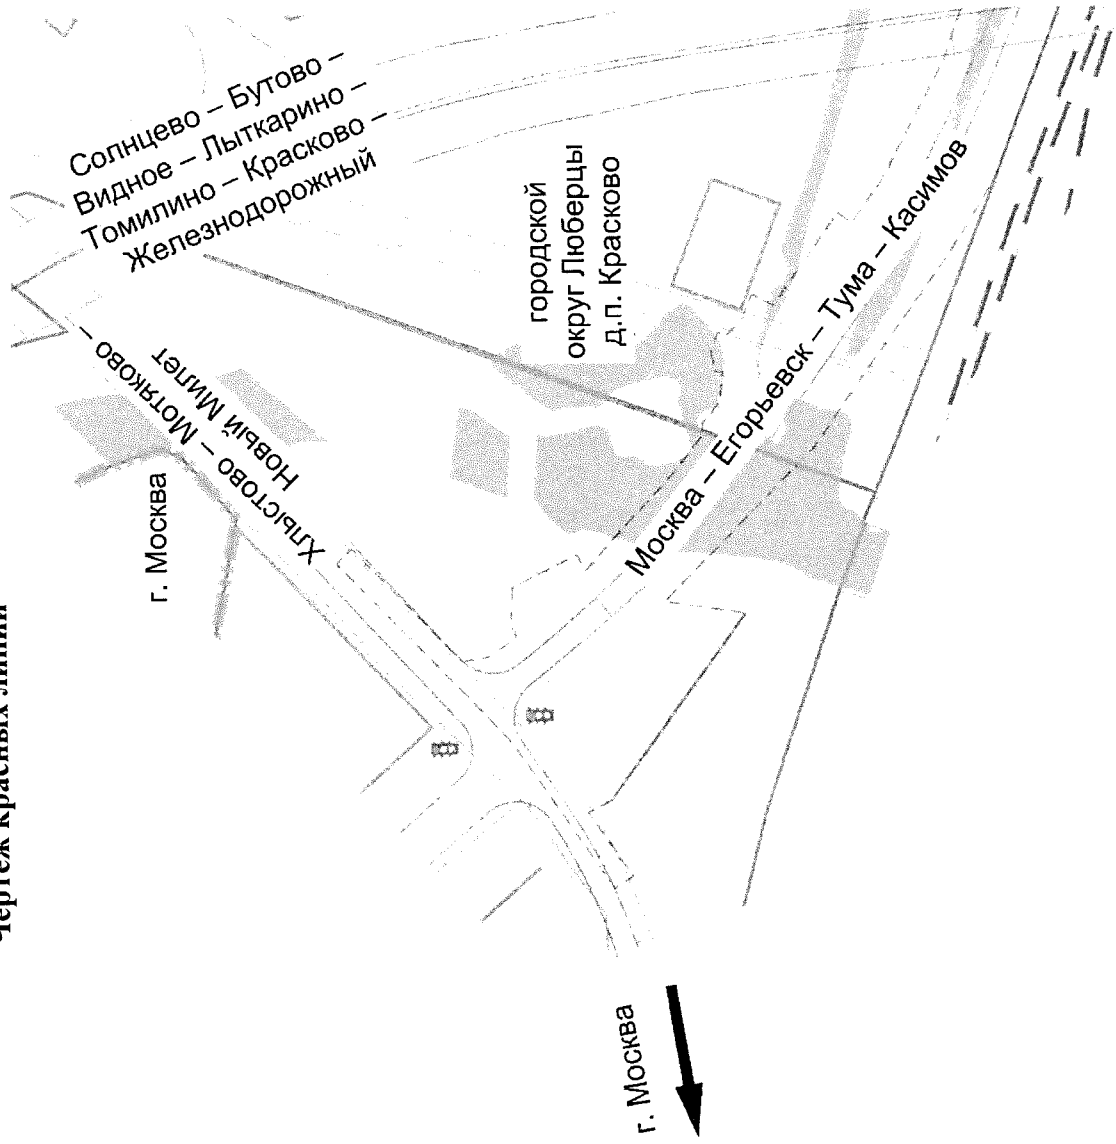 Чертеж красных линий
Солнцево – Бутово –
Видное – Лыткарино –
Томилино – Красково –
Железнодорожный
Хлыстово – Мотяково –
Новый Милет
г. Москва
городской
округ Люберцы
д.п. Красково
Москва – Егорьевск – Тума – Касимов
г. Москва